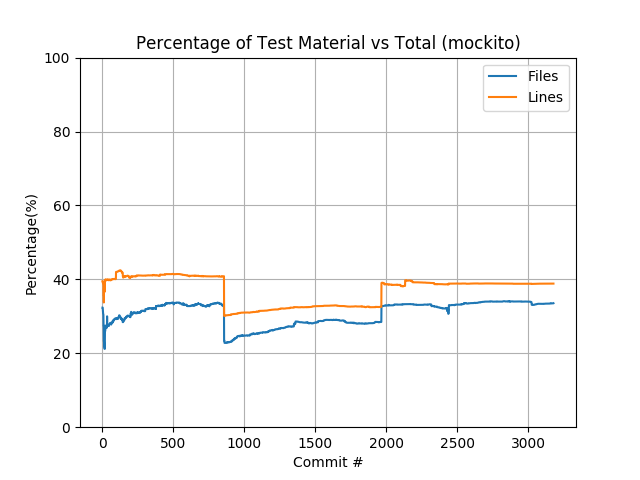 Percentage of Test Material vs Total (mockito)
Files
Lines
Percentage(%)
100
80
60
40
20
0
0 500 1000 1500 2000 2500 3000
Commit #